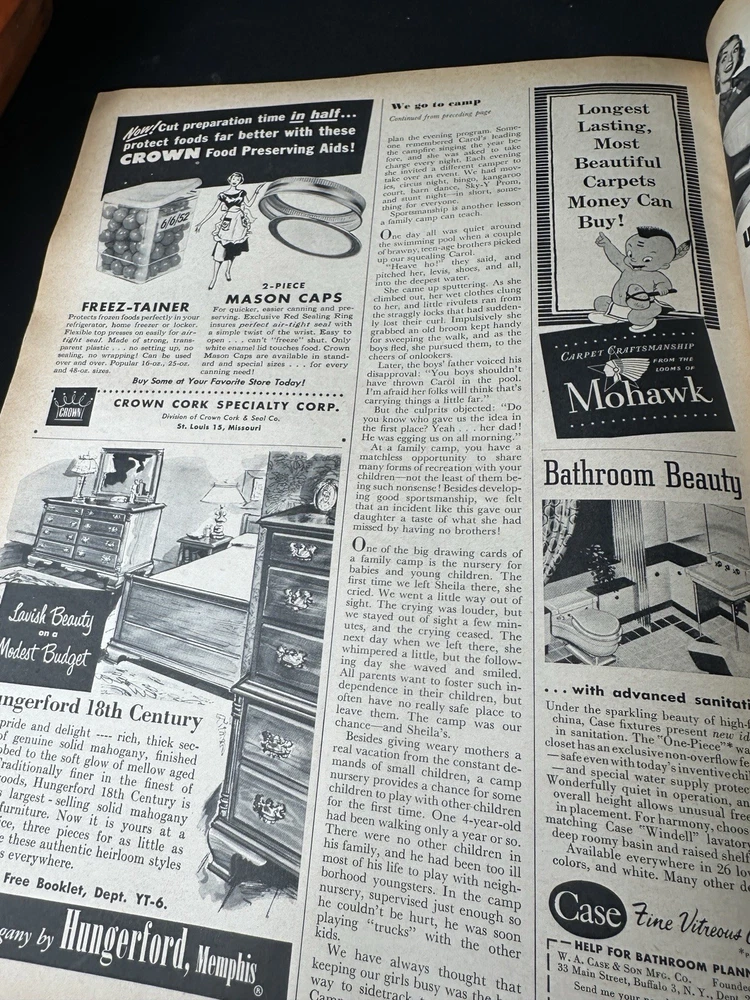 Now! Cut preparation time in half...
protect foods far better with these
CROWN Food Preserving Aids!
6/6/52
FREEZ-TAINER
Protects frozen foods perfectly in your
refrigerator, home freezer or locker.
Flexible top presses on easily for air-
tight seal. Made of strong, trans-
parent plastic . . . no setting up, no
sealing, no wrapping! Can be used
over and over. Popular 16-oz., 25-oz.
and 48-oz. sizes.
2-PIECE
MASON CAPS
For quicker, easier canning and pre-
serving. Exclusive Red Sealing Ring
insures perfect air-tight seal with
a simple twist of the wrist. Easy to
open . . . can't "freeze" shut. Only
white enamel lid touches food. Crown
Mason Caps are available in stand-
ard and special sizes . . . for every
canning need!
Buy Some at Your Favorite Store Today!
CROWN
CROWN CORK SPECIALTY CORP.
Division of Crown Cork & Seal Co.
St. Louis 15, Missouri
Lavish Beauty
on a
Modest Budget
ungerford 18th Century
pride and delight ---- rich, thick sec-
of genuine solid mahogany, finished
bed to the soft glow of mellow aged
Traditionally finer in the finest of
oods, Hungerford 18th Century is
s largest - selling solid mahogany
furniture. Now it is yours at a
ice, three pieces for as little as
e these authentic heirloom styles
s everywhere.
Free Booklet, Dept. YT-6.
gany by Hungerford, Memphis
®
We go to camp
Continued from preceding page
plan the evening program. Some-
one remembered Carol's leading
the campfire singing the year be-
fore, and she was asked to take
charge every night. Each evening
she invited a different camper to
take over an event. We had mov-
ies, circus night, bingo, kangaroo
court, barn dance, Sky-Y Prom,
and stunt night—in short, some-
thing for everyone.
Sportsmanship is another lesson
a family camp can teach.
One day all was quiet around
the swimming pool when a couple
of brawny, teen-age brothers picked
up our squealing Carol.
"Heave ho!" they said, and
pitched her, levis, shoes, and all,
into the deepest water.
She came up sputtering. As she
climbed out, her wet clothes clung
to her, and little rivulets ran from
the straggly locks that had sudden-
ly lost their curl. Impulsively she
grabbed an old broom kept handy
for sweeping the walk, and as the
boys fled, she pursued them, to the
cheers of onlookers.
Later, the boys' father voiced his
disapproval: "You boys shouldn't
have thrown Carol in the pool.
I'm afraid her folks will think that's
carrying things a little far."
But the culprits objected: "Do
you know who gave us the idea in
the first place? Yeah . . . her dad!
He was egging us on all morning."
At a family camp, you have a
matchless opportunity to share
many forms of recreation with your
children—not the least of them be-
ing such nonsense! Besides develop-
ing good sportsmanship, we felt
that an incident like this gave our
daughter a taste of what she had
missed by having no brothers!
One of the big drawing cards of
a family camp is the nursery for
babies and young children. The
first time we left Sheila there, she
cried. We went a little way out of
sight. The crying was louder, but
we stayed out of sight a few min-
utes, and the crying ceased. The
next day when we left there, she
whimpered a little, but the follow-
ing day she waved and smiled.
All parents want to foster such in-
dependence in their children, but
often have no really safe place to
leave them. The camp was our
chance—and Sheila's.
Besides giving weary mothers a
real vacation from the constant de-
mands of small children, a camp
nursery provides a chance for some
children to play with other children
for the first time. One 4-year-old
had been walking only a year or so.
There were no other children in
his family, and he had been too ill
most of his life to play with neigh-
borhood youngsters. In the camp
nursery, supervised just enough so
he couldn't be hurt, he was soon
playing "trucks" with the other
kids.
We have always thought that
keeping our girls busy was the
way to sidetrack
Longest
Lasting,
Most
Beautiful
Carpets
Money Can
Buy!
CARPET CRAFTSMANSHIP
FROM THE
LOOMS OF
Mohawk
Bathroom Beauty
. . . with advanced sanitati
Under the sparkling beauty of high-f
china, Case fixtures present new id
in sanitation. The "One-Piece"* w
closet has an exclusive non-overflow fe
—safe even with today's inventive chi
—and special water supply protec
Wonderfully quiet in operation, an
overall height allows unusual free
in placement. For harmony, choo
matching Case "Windell" lavator
deep roomy basin and raised shel
Available everywhere in 26 lov
colors, and white. Many other d
Case Fine Vitreous
HELP FOR BATHROOM PLANN
W. A. CASE & SON MFG. CO. Founde
33 Main Street, Buffalo 3, N. Y. Den
Send me your